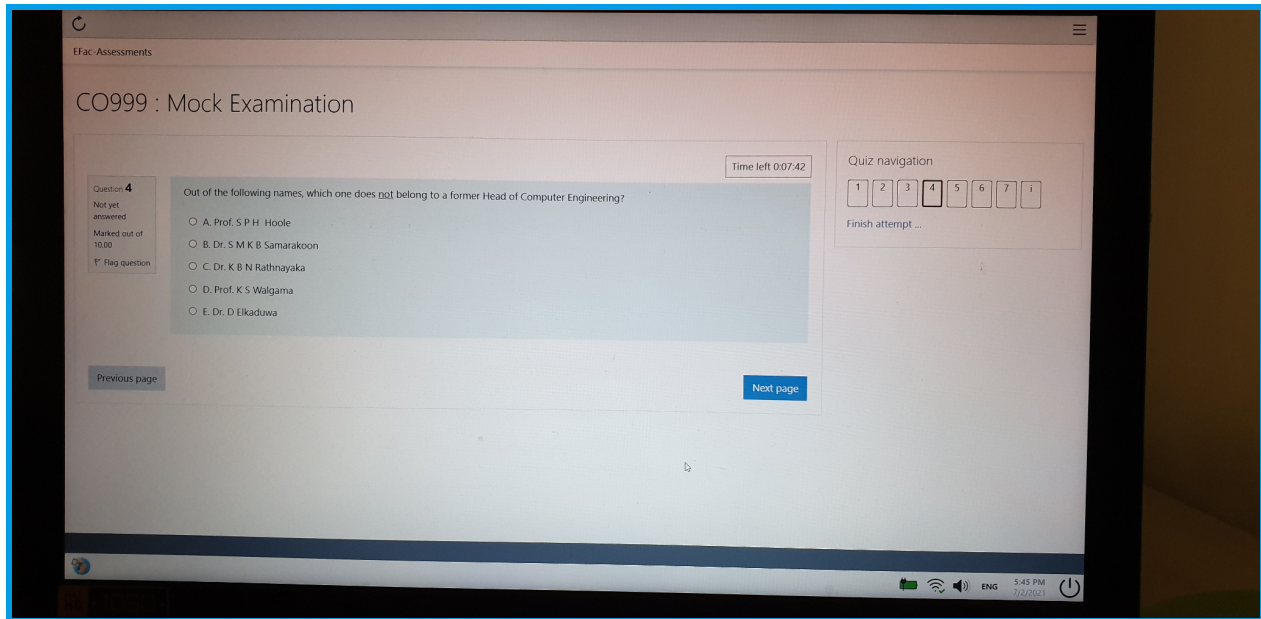 EFac-Assessments
CO999 : Mock Examination
Time left 0:07:42
Question 4
Not yet
answered
Marked out of
10.00
Flag question
Out of the following names, which one does not belong to a former Head of Computer Engineering?
A. Prof. S P H Hoole
B. Dr. S M K B Samarakoon
C. Dr. K B N Rathnayaka
D. Prof. K S Walgama
E. Dr. D Elkaduwa
Previous page
Next page
Quiz navigation
1 2 3 4 5 6 7 i
Finish attempt ...
ENG
5:45 PM
7/2/2021